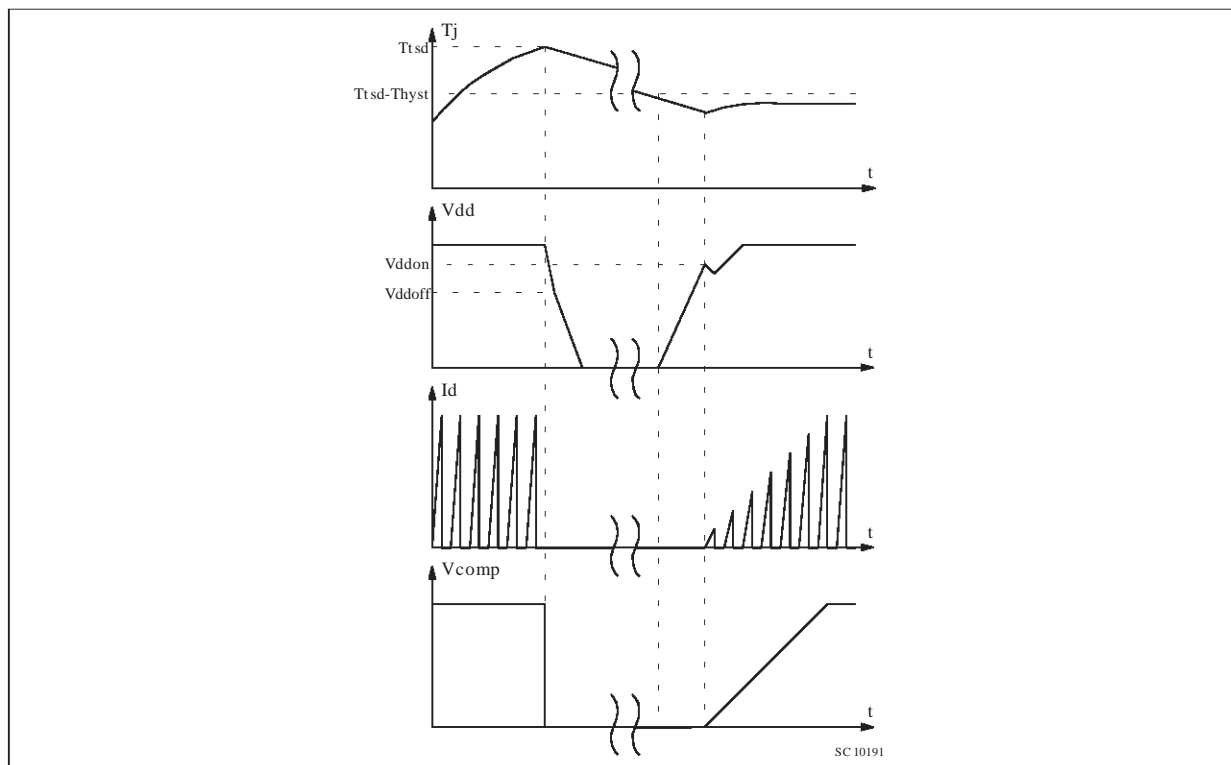 Tj
Ttsd
Ttsd-Thyst
t
Vdd
Vddon
Vddoff
t
Id
t
Vcomp
t
SC10191